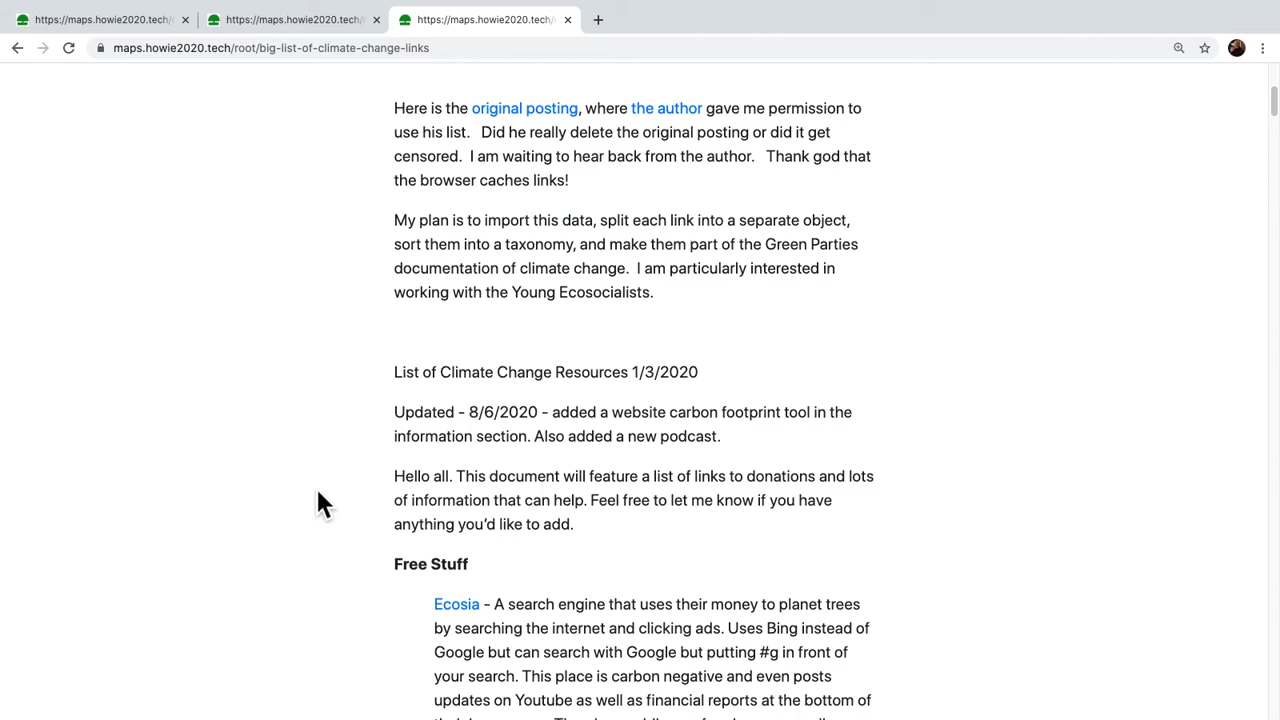 https://maps.howie2020.tech/
https://maps.howie2020.tech/
https://maps.howie2020.tech/
maps.howie2020.tech/root/big-list-of-climate-change-links
Here is the original posting, where the author gave me permission to
use his list. Did he really delete the original posting or did it get
censored. I am waiting to hear back from the author. Thank god that
the browser caches links!
My plan is to import this data, split each link into a separate object,
sort them into a taxonomy, and make them part of the Green Parties
documentation of climate change. I am particularly interested in
working with the Young Ecosocialists.
List of Climate Change Resources 1/3/2020
Updated - 8/6/2020 - added a website carbon footprint tool in the
information section. Also added a new podcast.
Hello all. This document will feature a list of links to donations and lots
of information that can help. Feel free to let me know if you have
anything you’d like to add.
Free Stuff
Ecosia - A search engine that uses their money to planet trees
by searching the internet and clicking ads. Uses Bing instead of
Google but can search with Google but putting #g in front of
your search. This place is carbon negative and even posts
updates on Youtube as well as financial reports at the bottom of